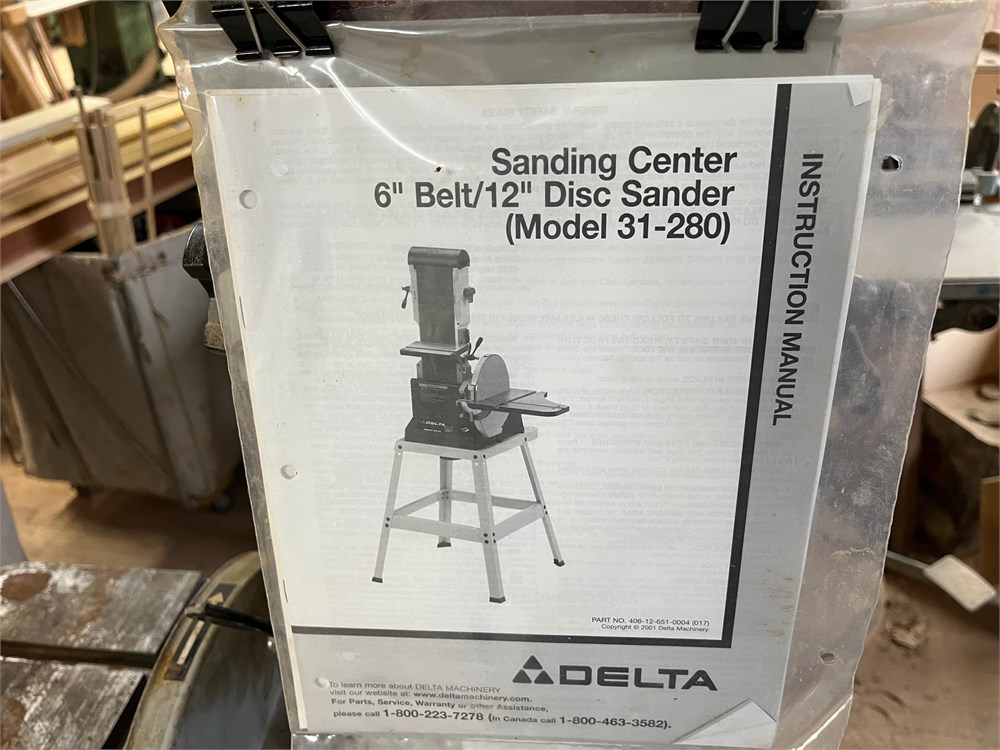 Sanding Center
6" Belt/12" Disc Sander
(Model 31-280)
INSTRUCTION MANUAL
DELTA
PART NO. 406-12-651-0004 (017)
Copyright © 2001 Delta Machinery
DELTA
To learn more about DELTA MACHINERY
visit our website at: www.deltamachinery.com.
For Parts, Service, Warranty or other Assistance,
please call 1-800-223-7278 (In Canada call 1-800-463-3582).